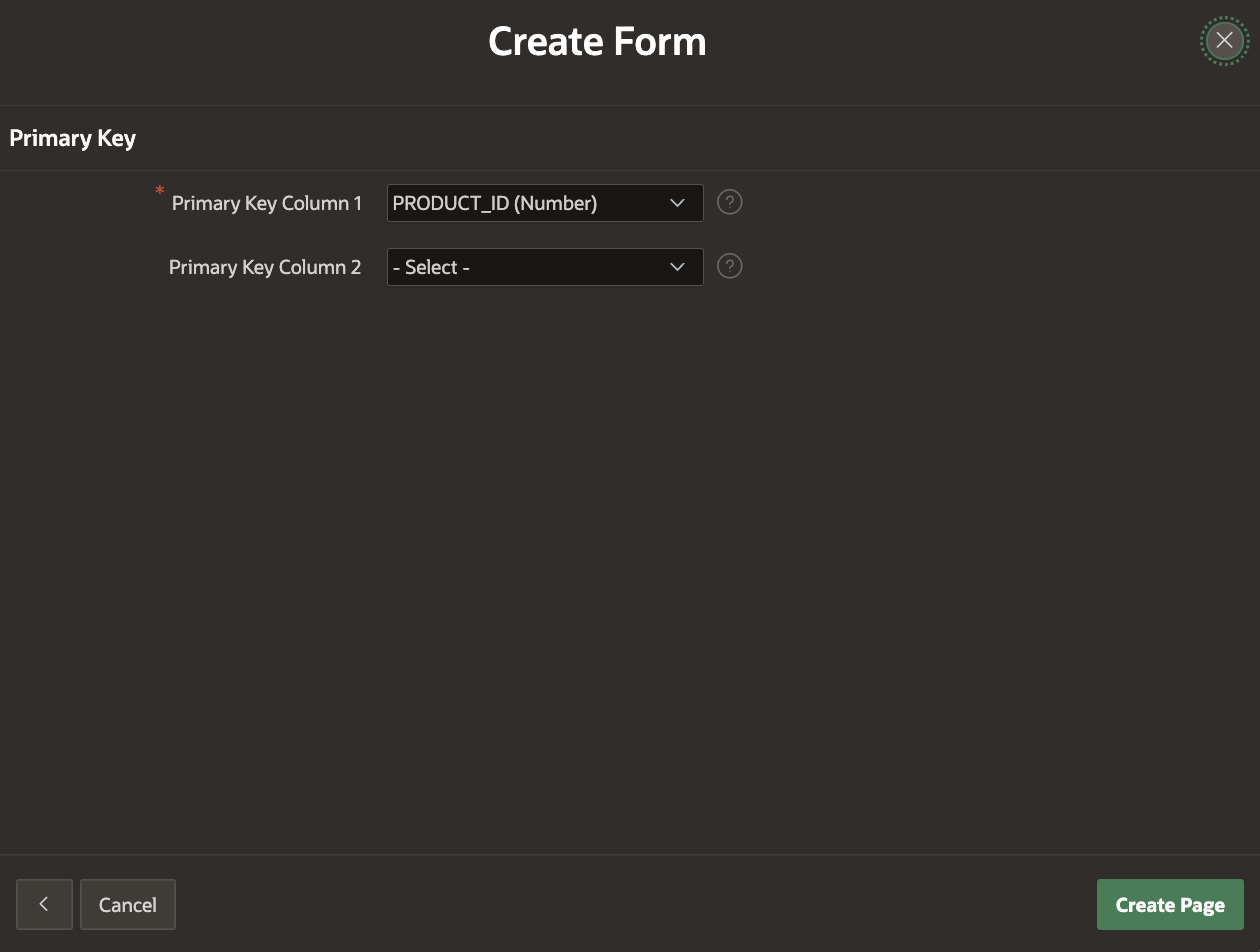 Create Form
Primary Key
* Primary Key Column 1 PRODUCT_ID (Number) ?
Primary Key Column 2 - Select - ?
Cancel Create Page